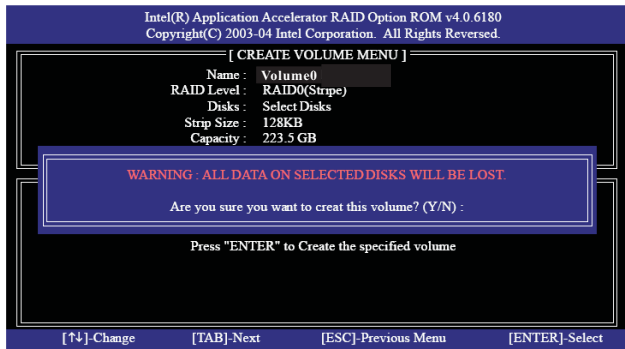 Intel(R) Application Accelerator RAID Option ROM v4.0.6180
Copyright(C) 2003-04 Intel Corporation. All Rights Reversed.
[ CREATE VOLUME MENU ]
Name : Volume0
RAID Level : RAID0(Stripe)
Disks : Select Disks
Strip Size : 128KB
Capacity : 223.5 GB
WARNING : ALL DATA ON SELECTED DISKS WILL BE LOST.
Are you sure you want to creat this volume? (Y/N) :
Press "ENTER" to Create the specified volume
[↑↓]-Change [TAB]-Next [ESC]-Previous Menu [ENTER]-Select